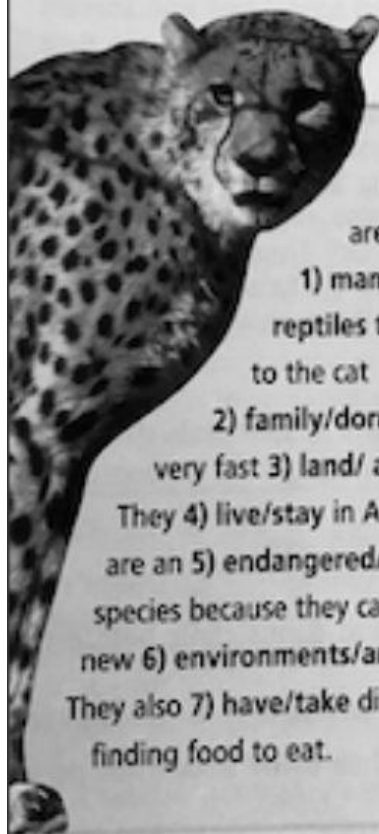 are
1) mam
reptiles t
to the cat
2) family/dor
very fast 3) land/ a
They 4) live/stay in A
are an 5) endangered/
species because they ca
new 6) environments/a
They also 7) have/take di
finding food to eat.